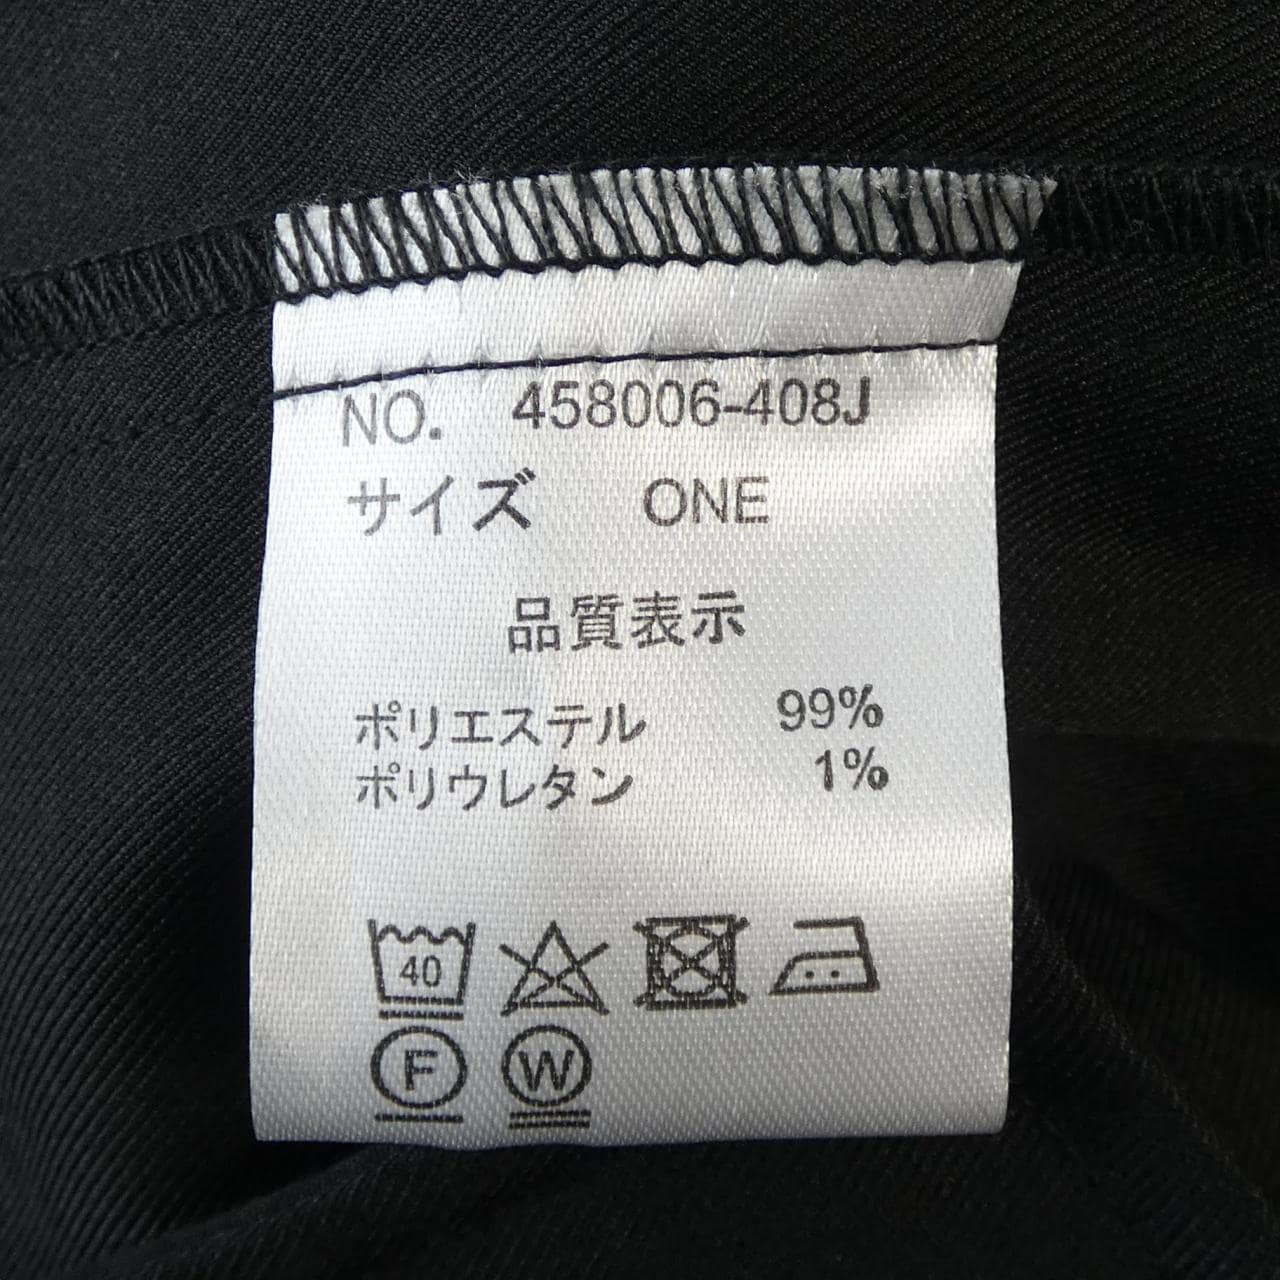 NO. 458006-408J
サイズ ONE
品質表示
ポリエステル 99%
ポリウレタン 1%
40
F W